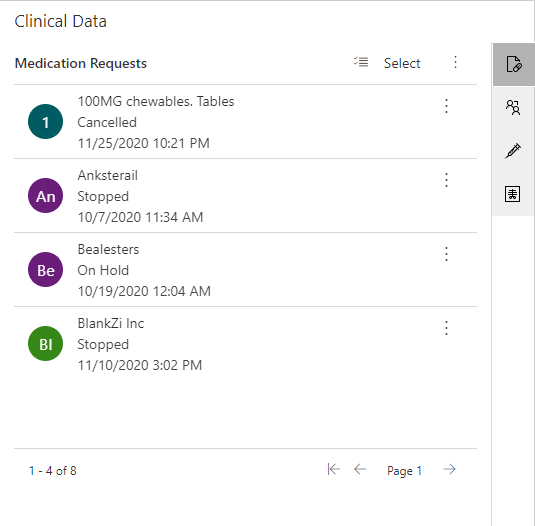 Clinical Data
Medication Requests
Select
1
100MG chewables. Tables
Cancelled
11/25/2020 10:21 PM
An
Anksterail
Stopped
10/7/2020 11:34 AM
Be
Bealesters
On Hold
10/19/2020 12:04 AM
Bl
BlankZi Inc
Stopped
11/10/2020 3:02 PM
1 - 4 of 8
Page 1